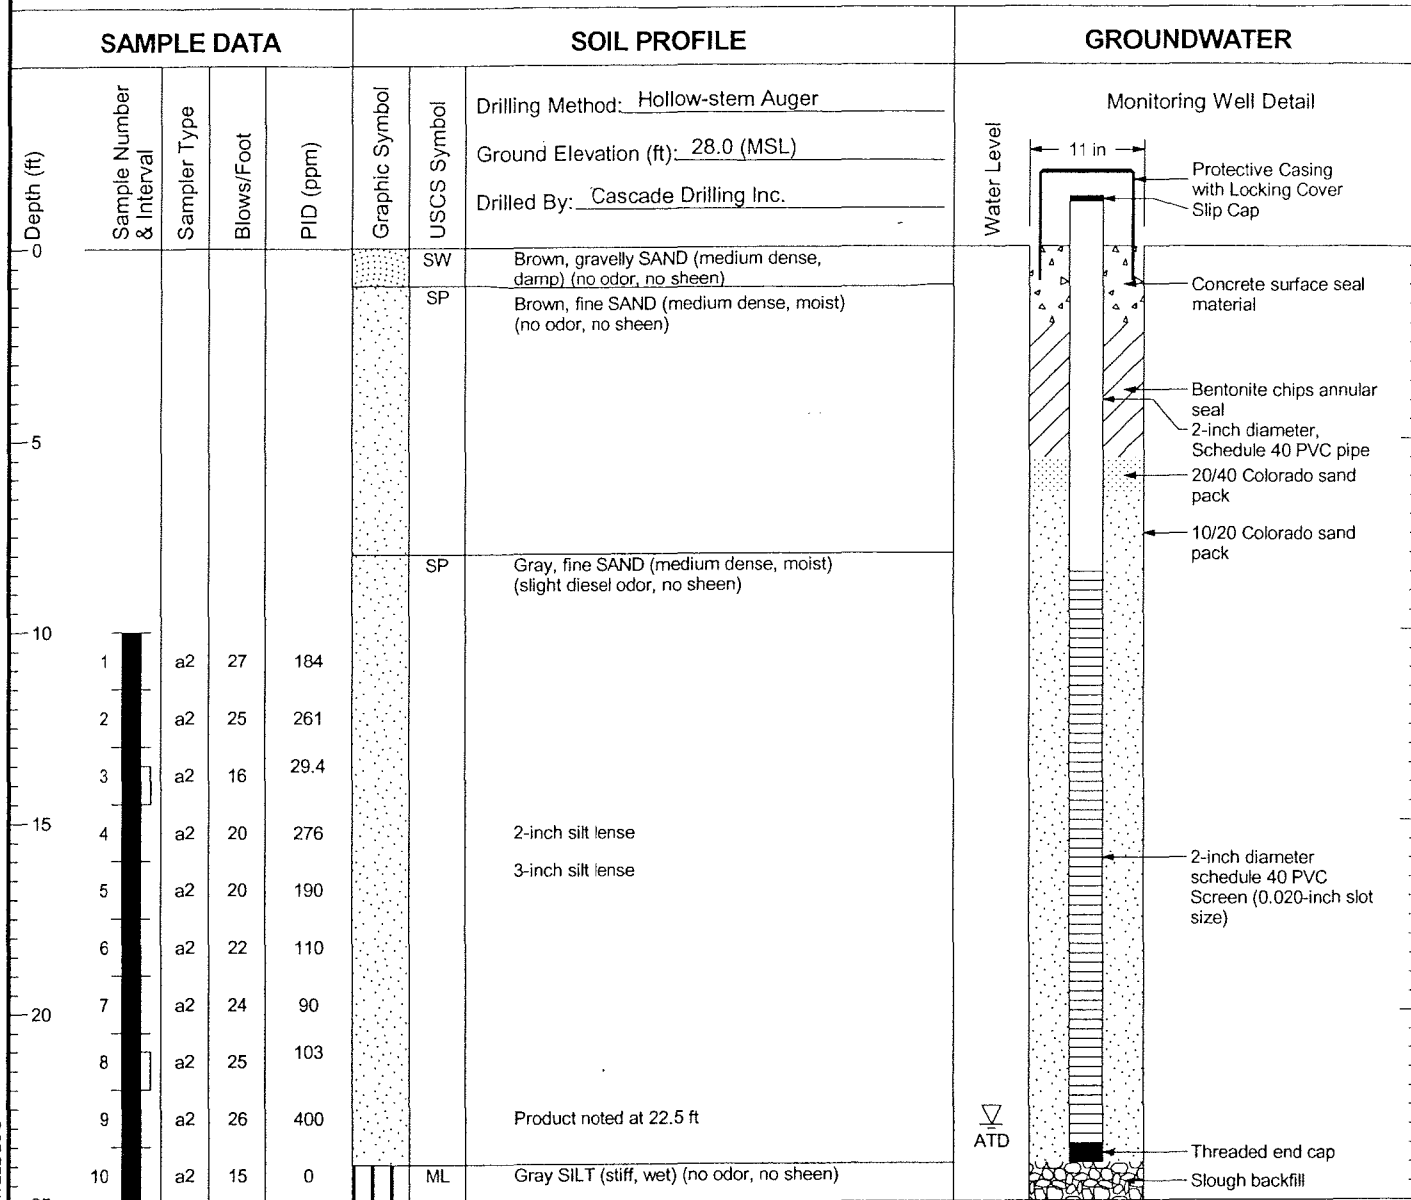 SAMPLE DATA
SOIL PROFILE
GROUNDWATER
Depth (ft)
Sample Number
& Interval
Sampler Type
Blows/Foot
PID (ppm)
Graphic Symbol
USCS Symbol
Drilling Method: Hollow-stem Auger
Ground Elevation (ft): 28.0 (MSL)
Drilled By: Cascade Drilling Inc.
Water Level
Monitoring Well Detail
11 in
Protective Casing
with Locking Cover
Slip Cap
0
SW
Brown, gravelly SAND (medium dense,
damp) (no odor, no sheen)
SP
Brown, fine SAND (medium dense, moist)
(no odor, no sheen)
Concrete surface seal
material
Bentonite chips annular
seal
2-inch diameter,
Schedule 40 PVC pipe
5
20/40 Colorado sand
pack
10/20 Colorado sand
pack
SP
Gray, fine SAND (medium dense, moist)
(slight diesel odor, no sheen)
10
1 a2 27 184
2 a2 25 261
3 a2 16 29.4
15
4 a2 20 276
2-inch silt lense
3-inch silt lense
5 a2 20 190
2-inch diameter
schedule 40 PVC
Screen (0.020-inch slot
size)
6 a2 22 110
7 a2 24 90
20
8 a2 25 103
9 a2 26 400
Product noted at 22.5 ft
ATD
Threaded end cap
10 a2 15 0
ML
Gray SILT (stiff, wet) (no odor, no sheen)
Slough backfill